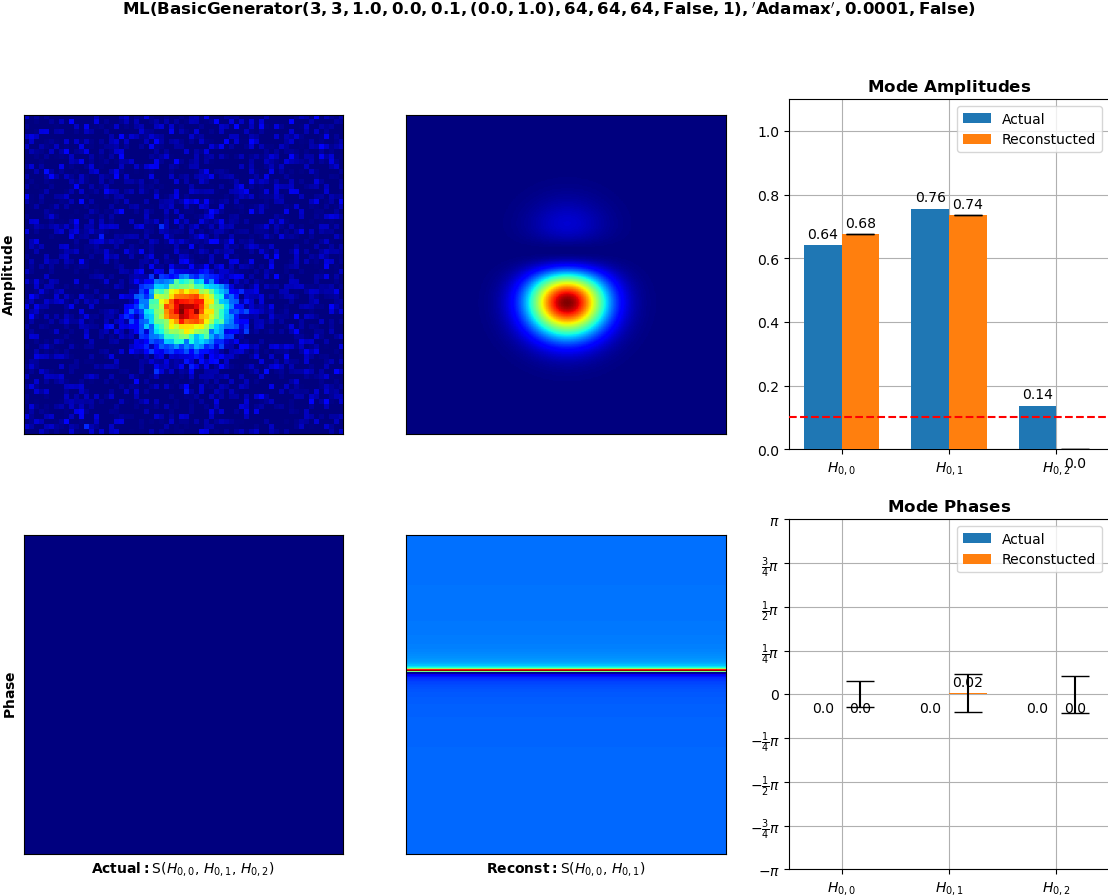 ML(BasicGenerator(3, 3, 1.0, 0.0, 0.1, (0.0, 1.0), 64, 64, 64, False, 1), ′Adamax′, 0.0001, False)
Amplitude
Mode Amplitudes
Actual
Reconstucted
1.0
0.8
0.6
0.4
0.2
0.0
0.64
0.68
0.76
0.74
0.14
0.0
H0,0
H0,1
H0,2
Phase
Actual: S(H0,0, H0,1, H0,2)
Reconst: S(H0,0, H0,1)
Mode Phases
Actual
Reconstucted
π
3/4π
1/2π
1/4π
0
−1/4π
−1/2π
−3/4π
−π
0.0
0.0
0.0
0.02
0.0
0.0
H0,0
H0,1
H0,2